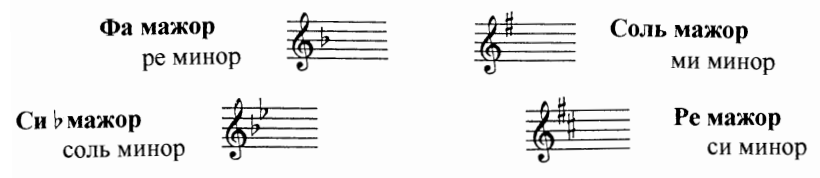 Фа мажор
ре минор
Соль мажор
ми минор
Си♭мажор
соль минор
Ре мажор
си минор